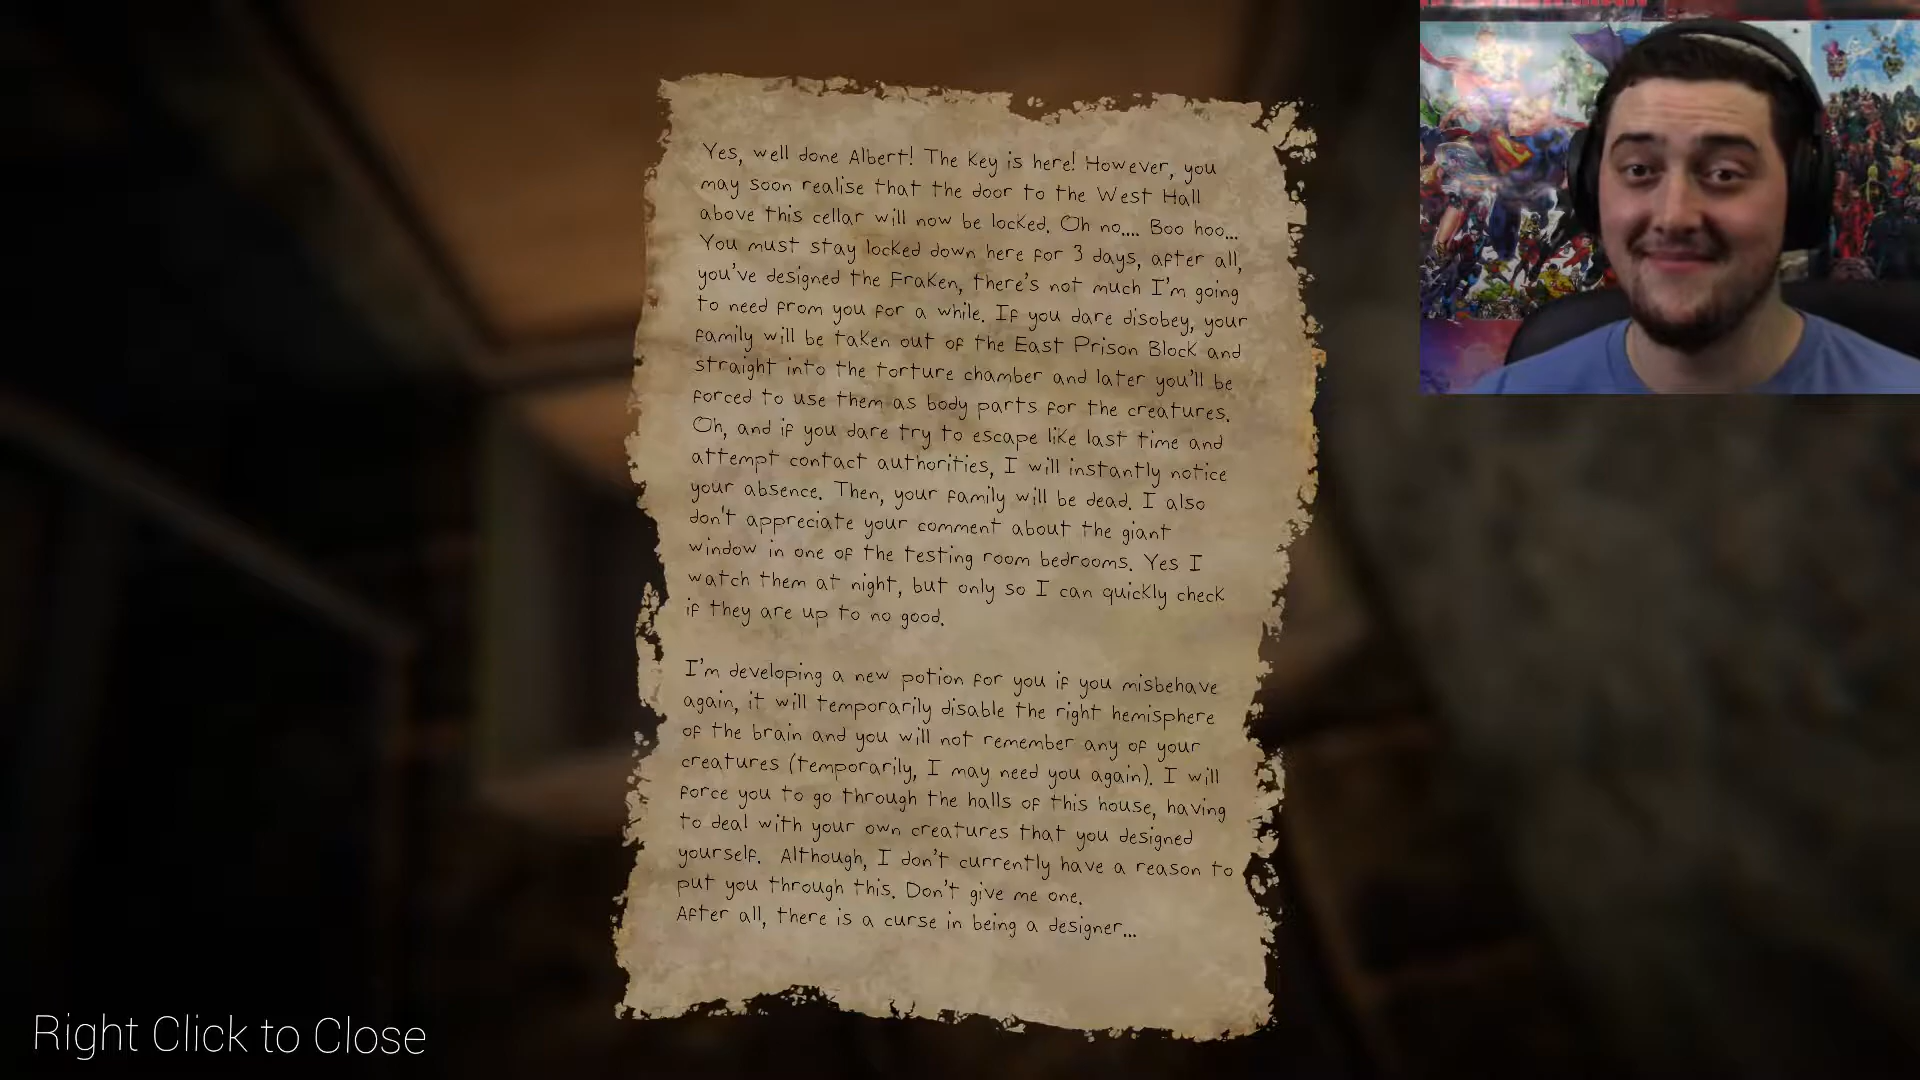 Yes, well done Albert! The Key is here! However, you
may soon realise that the door to the West Hall
above this cellar will now be locked. Oh no.... Boo hoo...
You must stay locked down here for 3 days, after all,
you've designed the Fraken, there's not much I'm going
to need from you for a while. If you dare disobey, your
family will be taken out of the East Prison Block and
straight into the torture chamber and later you'll be
forced to use them as body parts for the creatures.
Oh, and if you dare try to escape like last time and
attempt contact authorities, I will instantly notice
your absence. Then, your family will be dead. I also
don't appreciate your comment about the giant
window in one of the testing room bedrooms. Yes I
watch them at night, but only so I can quickly check
if they are up to no good.
I'm developing a new potion for you if you misbehave
again, it will temporarily disable the right hemisphere
of the brain and you will not remember any of your
creatures (temporarily, I may need you again). I will
force you to go through the halls of this house, having
to deal with your own creatures that you designed
yourself. Although, I don't currently have a reason to
put you through this. Don't give me one.
After all, there is a curse in being a designer...
Right Click to Close